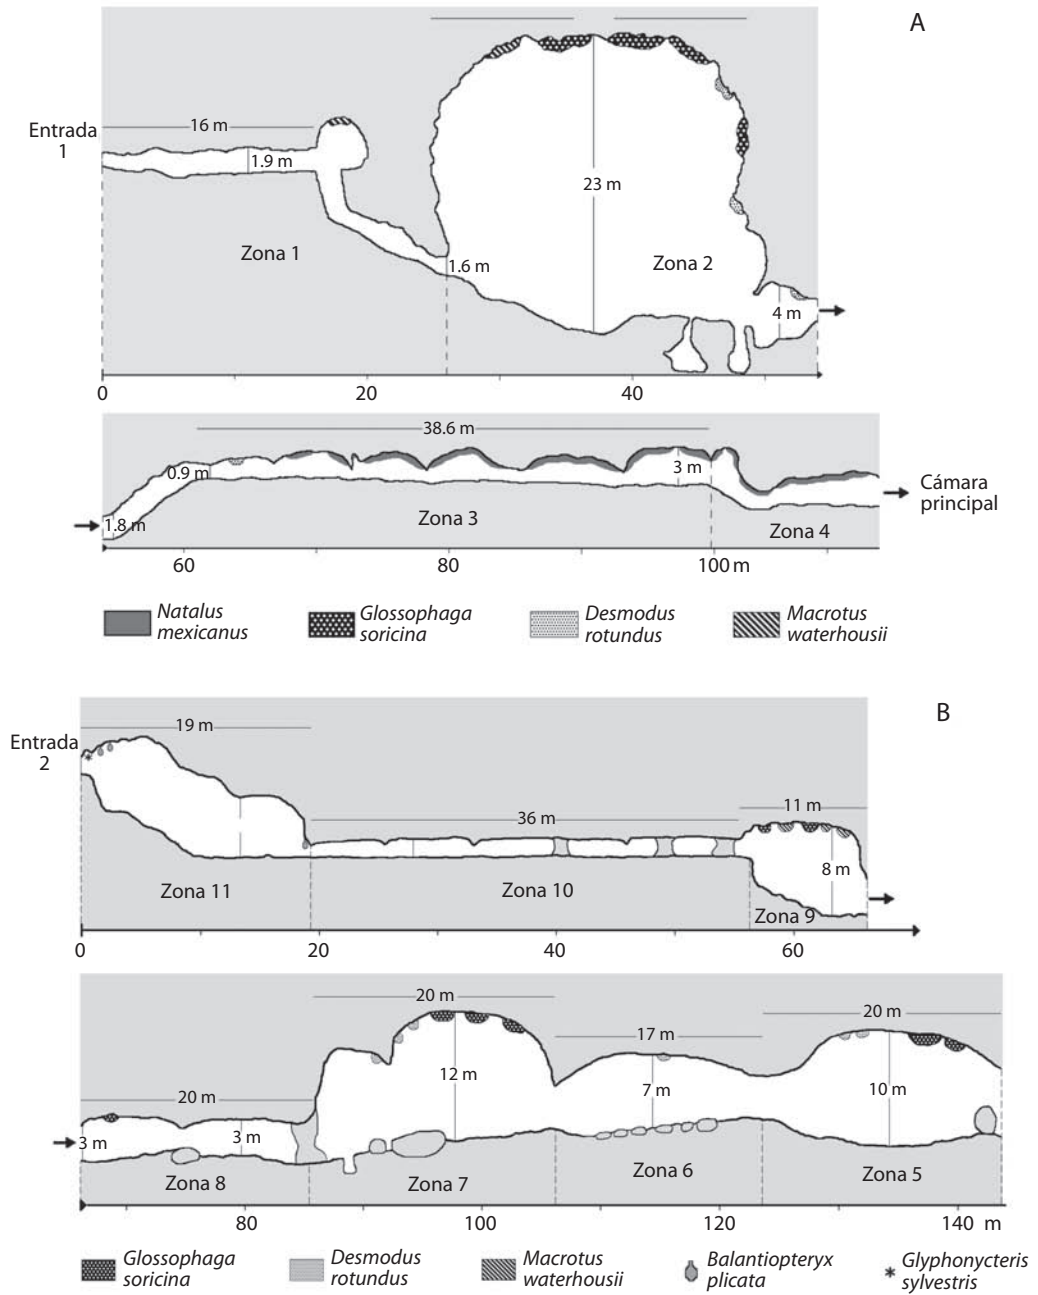 A
Entrada
1
16 m
1.9 m
23 m
Zona 1
1.6 m
Zona 2
4 m
0
20
40
38.6 m
0.9 m
3 m
Cámara
principal
1.8 m
Zona 3
Zona 4
60
80
100 m
Natalus
mexicanus
Glossophaga
soricina
Desmodus
rotundus
Macrotus
waterhousii
B
Entrada
2
19 m
36 m
11 m
8 m
Zona 11
Zona 10
Zona 9
0
20
40
60
20 m
20 m
17 m
20 m
12 m
7 m
10 m
3 m
3 m
Zona 8
Zona 7
Zona 6
Zona 5
80
100
120
140 m
Glossophaga
soricina
Desmodus
rotundus
Macrotus
waterhousii
Balantiopteryx
plicata
Glyphonycteris
sylvestris